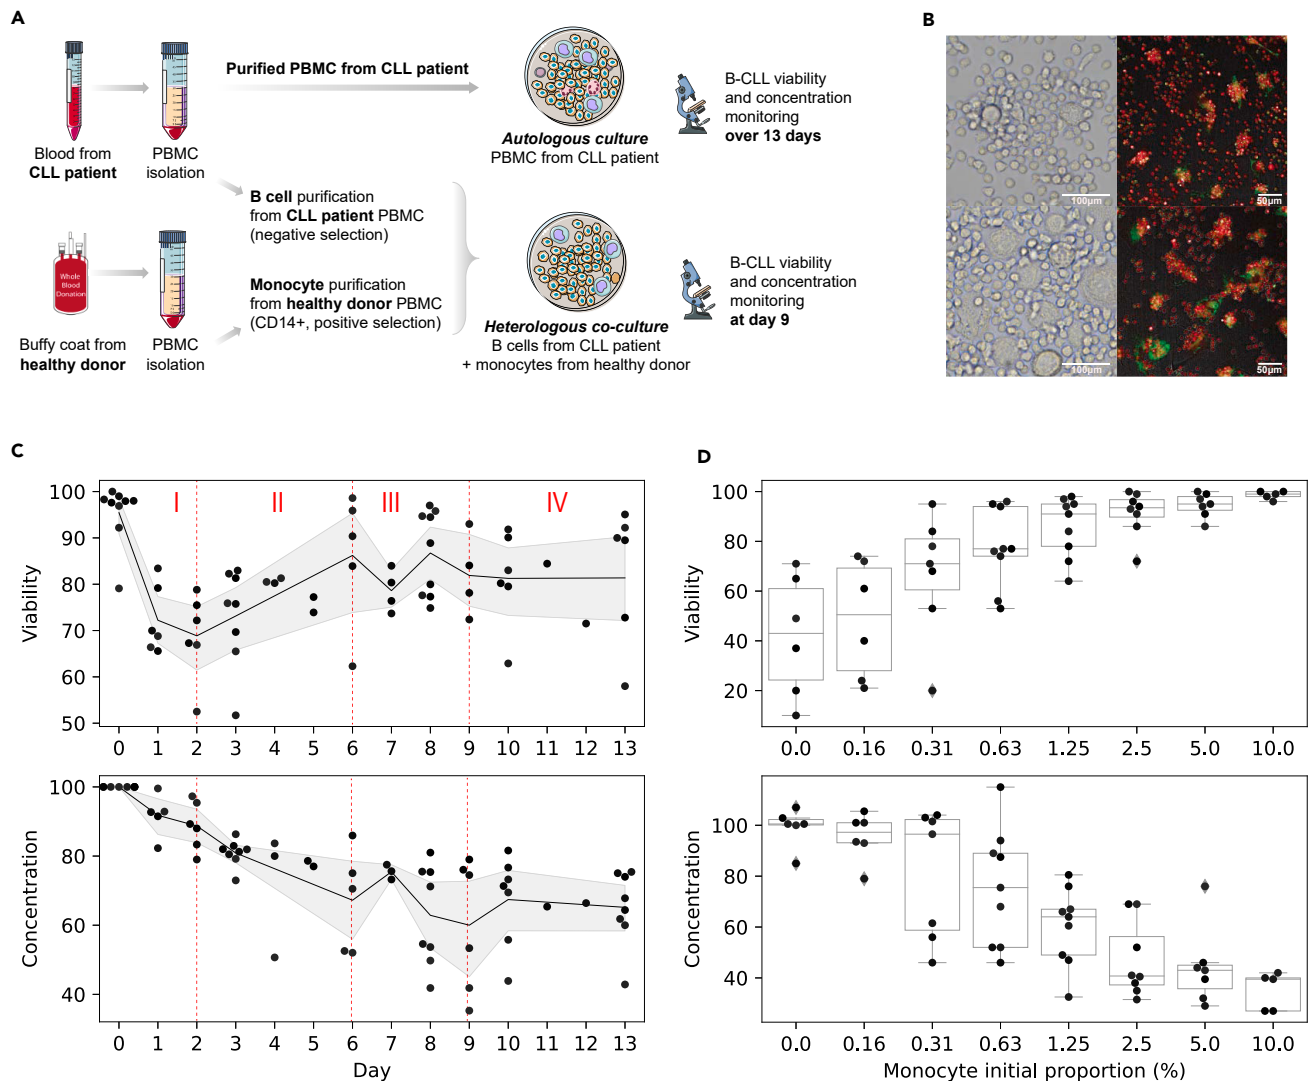 A
Blood from
CLL patient
PBMC
isolation
Purified PBMC from CLL patient
Autologous culture
PBMC from CLL patient
B-CLL viability
and concentration
monitoring
over 13 days
B cell purification
from CLL patient PBMC
(negative selection)
Whole
Blood
Donation
Buffy coat from
healthy donor
PBMC
isolation
Monocyte purification
from healthy donor PBMC
(CD14+, positive selection)
Heterologous co-culture
B cells from CLL patient
+ monocytes from healthy donor
B-CLL viability
and concentration
monitoring
at day 9
B
100µm
50µm
100µm
50µm
C
Viability
100
90
80
70
60
50
I II III IV
0 1 2 3 4 5 6 7 8 9 10 11 12 13
Concentration
100
80
60
40
0 1 2 3 4 5 6 7 8 9 10 11 12 13
Day
D
Viability
100
80
60
40
20
0.0 0.16 0.31 0.63 1.25 2.5 5.0 10.0
Concentration
100
80
60
40
0.0 0.16 0.31 0.63 1.25 2.5 5.0 10.0
Monocyte initial proportion (%)